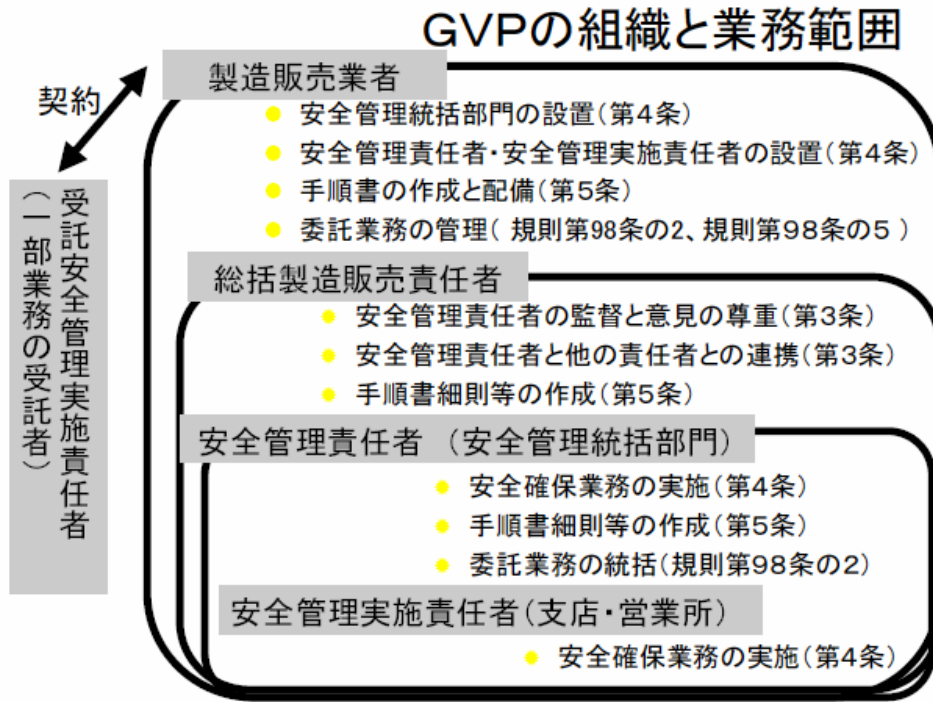 GVPの組織と業務範囲
製造販売業者
契約
安全管理統括部門の設置(第4条)
安全管理責任者・安全管理実施責任者の設置(第4条)
手順書の作成と配備(第5条)
委託業務の管理( 規則第98条の2、規則第98条の5 )
受託安全管理実施責任者
(一部業務の受託者)
総括製造販売責任者
安全管理責任者の監督と意見の尊重(第3条)
安全管理責任者と他の責任者との連携(第3条)
手順書細則等の作成(第5条)
安全管理責任者 (安全管理統括部門)
安全確保業務の実施(第4条)
手順書細則等の作成(第5条)
委託業務の統括(規則第98条の2)
安全管理実施責任者(支店・営業所)
安全確保業務の実施(第4条)